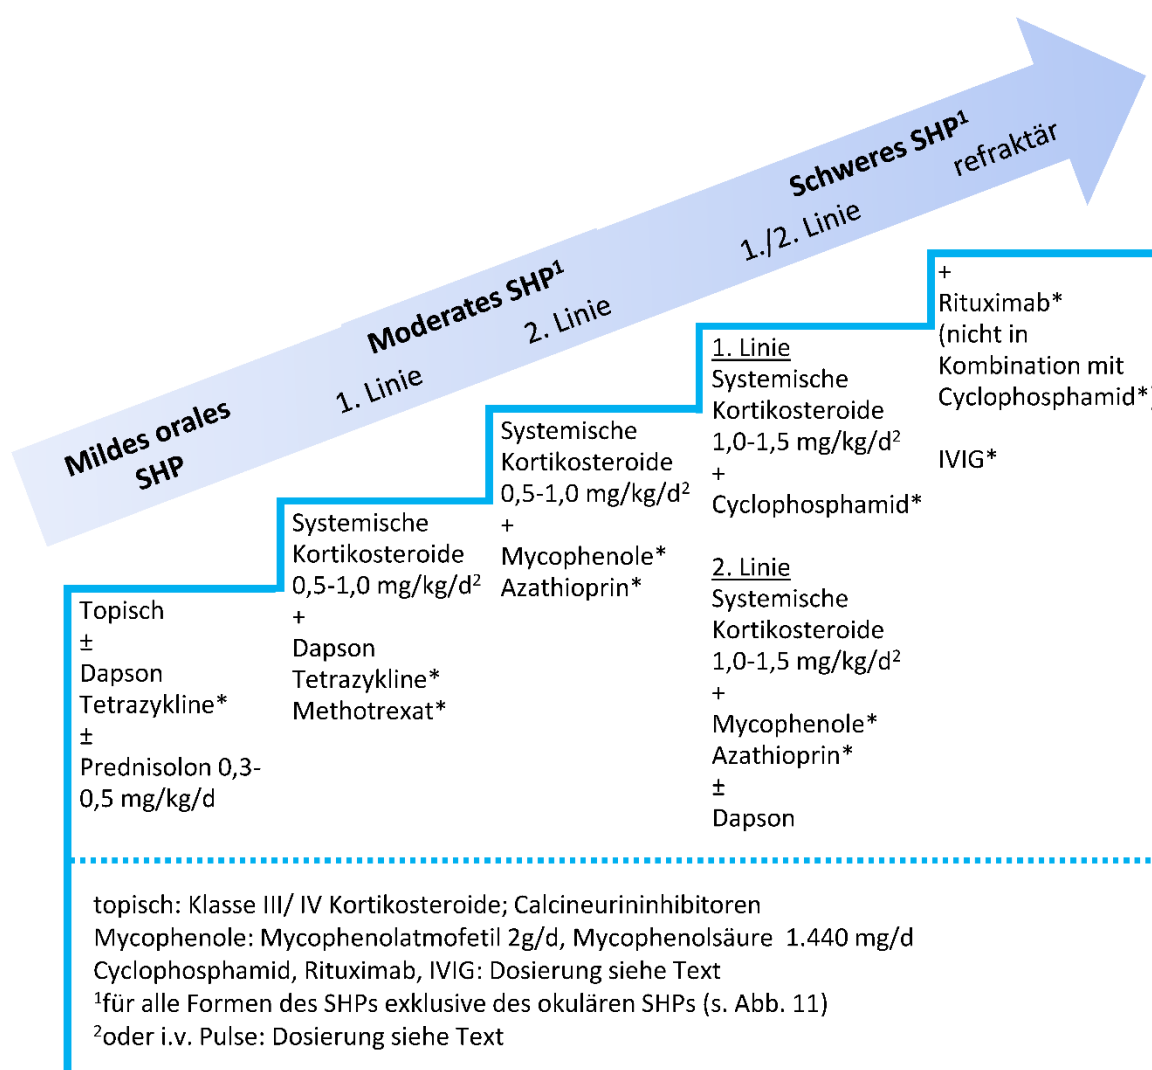 Mildes orales
SHP
Moderates SHP¹
1. Linie
2. Linie
Schweres SHP¹
1./2. Linie
refraktär
Topisch
±
Dapson
Tetrazykline*
±
Prednisolon 0,3-
0,5 mg/kg/d
Systemische
Kortikosteroide
0,5-1,0 mg/kg/d²
+
Dapson
Tetrazykline*
Methotrexat*
Systemische
Kortikosteroide
0,5-1,0 mg/kg/d²
+
Mycophenole*
Azathioprin*
1. Linie
Systemische
Kortikosteroide
1,0-1,5 mg/kg/d²
+
Cyclophosphamid*
2. Linie
Systemische
Kortikosteroide
1,0-1,5 mg/kg/d²
+
Mycophenole*
Azathioprin*
±
Dapson
+
Rituximab*
(nicht in
Kombination mit
Cyclophosphamid*)
IVIG*
topisch: Klasse III/ IV Kortikosteroide; Calcineurininhibitoren
Mycophenole: Mycophenolatmofetil 2g/d, Mycophenolsäure 1.440 mg/d
Cyclophosphamid, Rituximab, IVIG: Dosierung siehe Text
¹für alle Formen des SHPs exklusive des okulären SHPs (s. Abb. 11)
²oder i.v. Pulse: Dosierung siehe Text